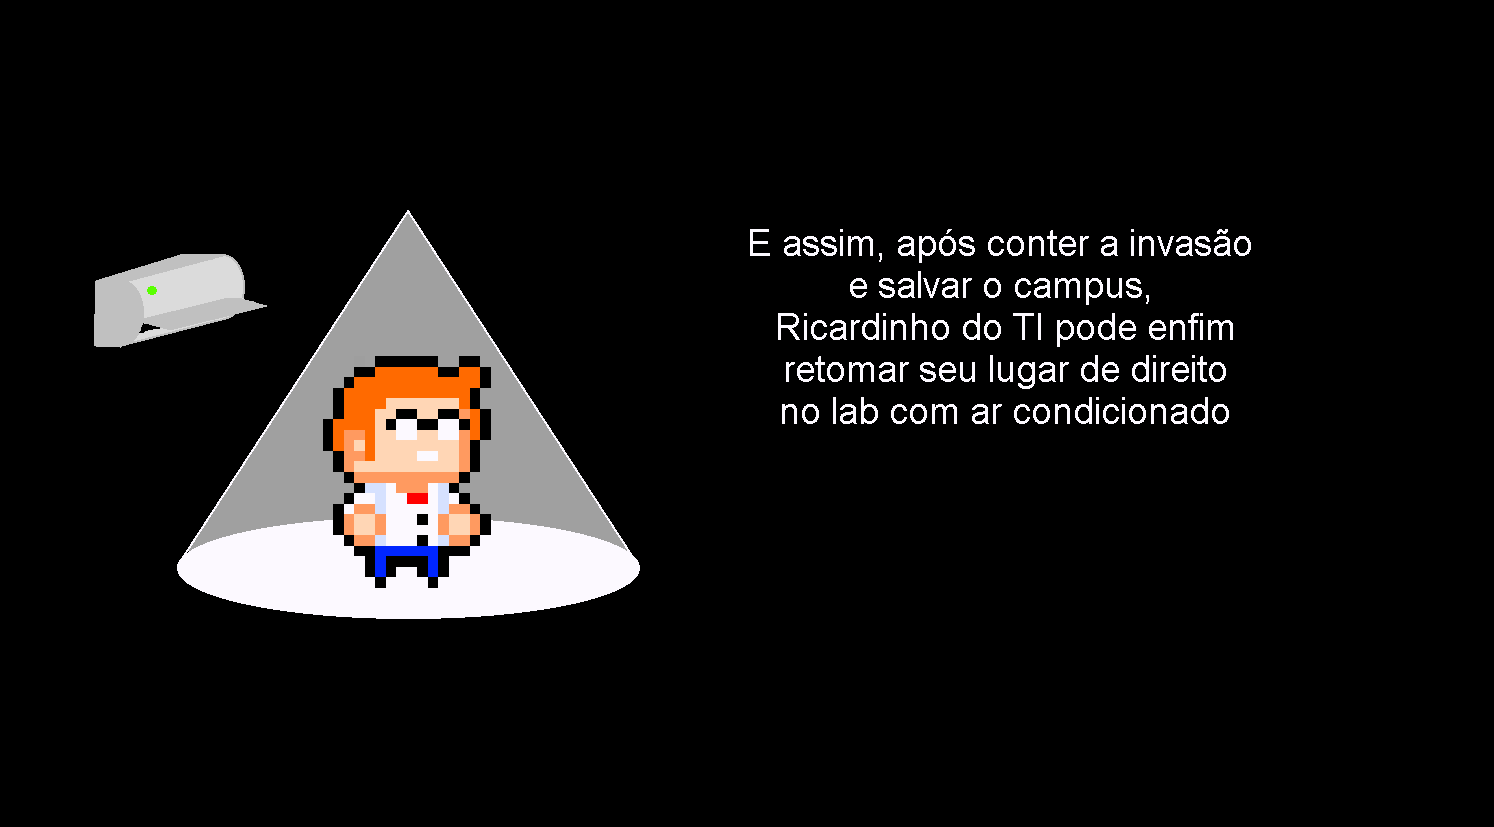 E assim, após conter a invasão
e salvar o campus,
Ricardinho do TI pode enfim
retomar seu lugar de direito
no lab com ar condicionado